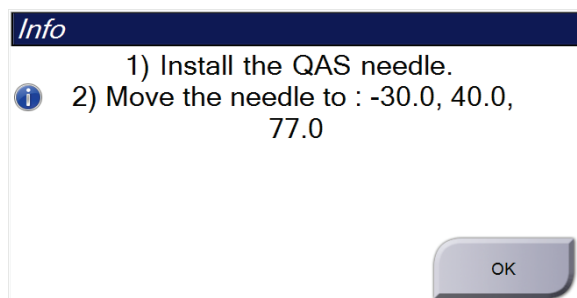 Info
1) Install the QAS needle.
2) Move the needle to : -30.0, 40.0,
77.0
OK